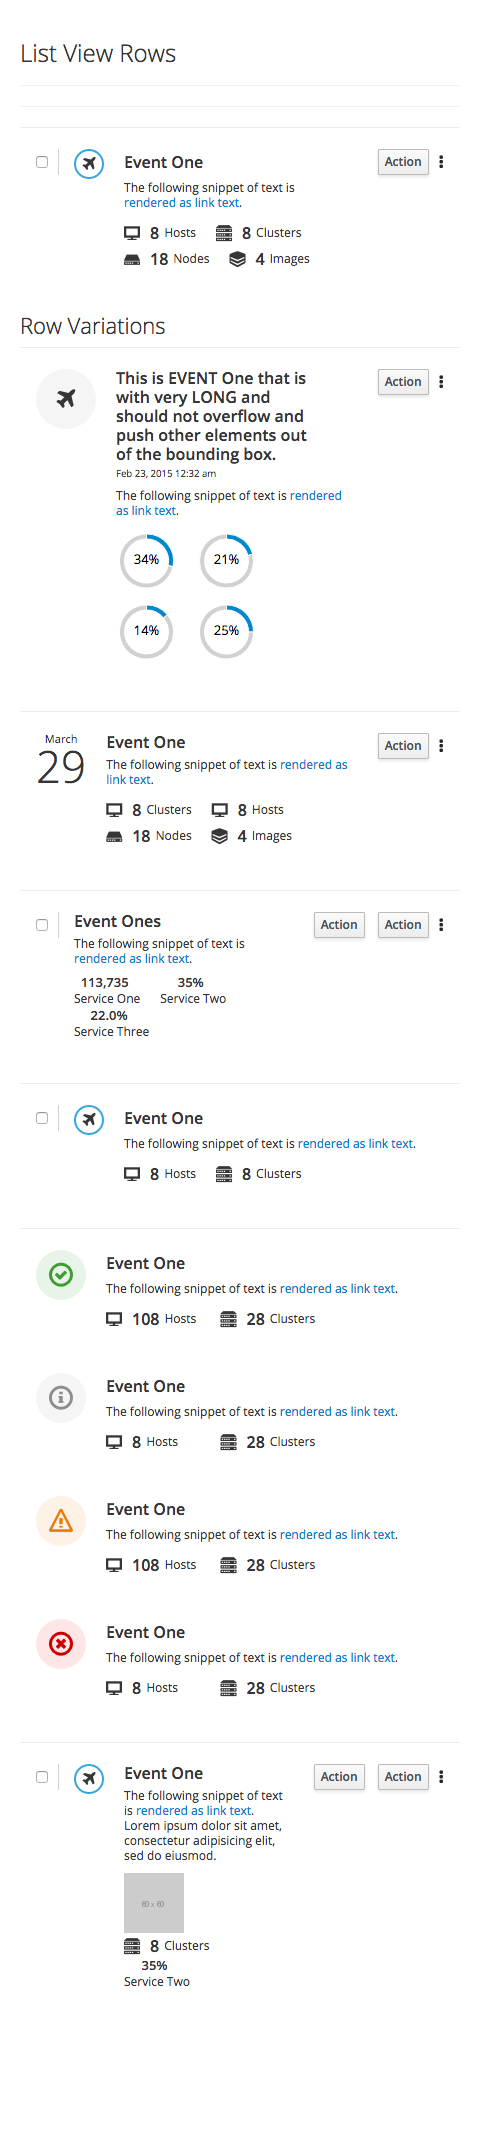 List View Rows
Event One
Action
The following snippet of text is
rendered as link text.
8 Hosts 8 Clusters
18 Nodes 4 Images
Row Variations
This is EVENT One that is
with very LONG and
should not overflow and
push other elements out
of the bounding box.
Action
Feb 23, 2015 12:32 am
The following snippet of text is rendered
as link text.
34% 21%
14% 25%
March
29
Event One
Action
The following snippet of text is rendered as
link text.
8 Clusters 8 Hosts
18 Nodes 4 Images
Event Ones
Action Action
The following snippet of text is
rendered as link text.
113,735 35%
Service One Service Two
22.0%
Service Three
Event One
The following snippet of text is rendered as link text.
8 Hosts 8 Clusters
Event One
The following snippet of text is rendered as link text.
108 Hosts 28 Clusters
Event One
The following snippet of text is rendered as link text.
8 Hosts 28 Clusters
Event One
The following snippet of text is rendered as link text.
108 Hosts 28 Clusters
Event One
The following snippet of text is rendered as link text.
8 Hosts 28 Clusters
Event One
Action Action
The following snippet of text
is rendered as link text.
Lorem ipsum dolor sit amet,
consectetur adipisicing elit,
sed do eiusmod.
60 x 60
8 Clusters
35%
Service Two